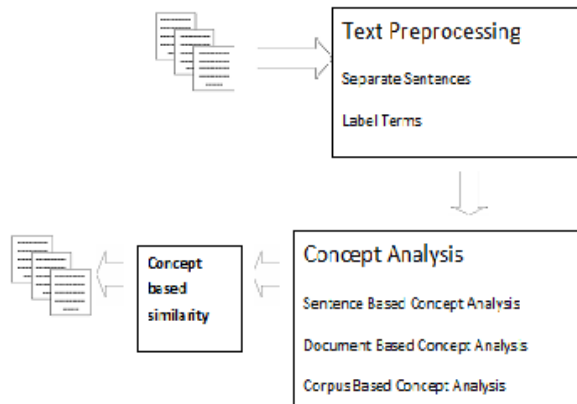 Text Preprocessing
Separate Sentences
Label Terms
Concept Analysis
Sentence Based Concept Analysis
Document Based Concept Analysis
Corpus Based Concept Analysis
Concept
based
similarity